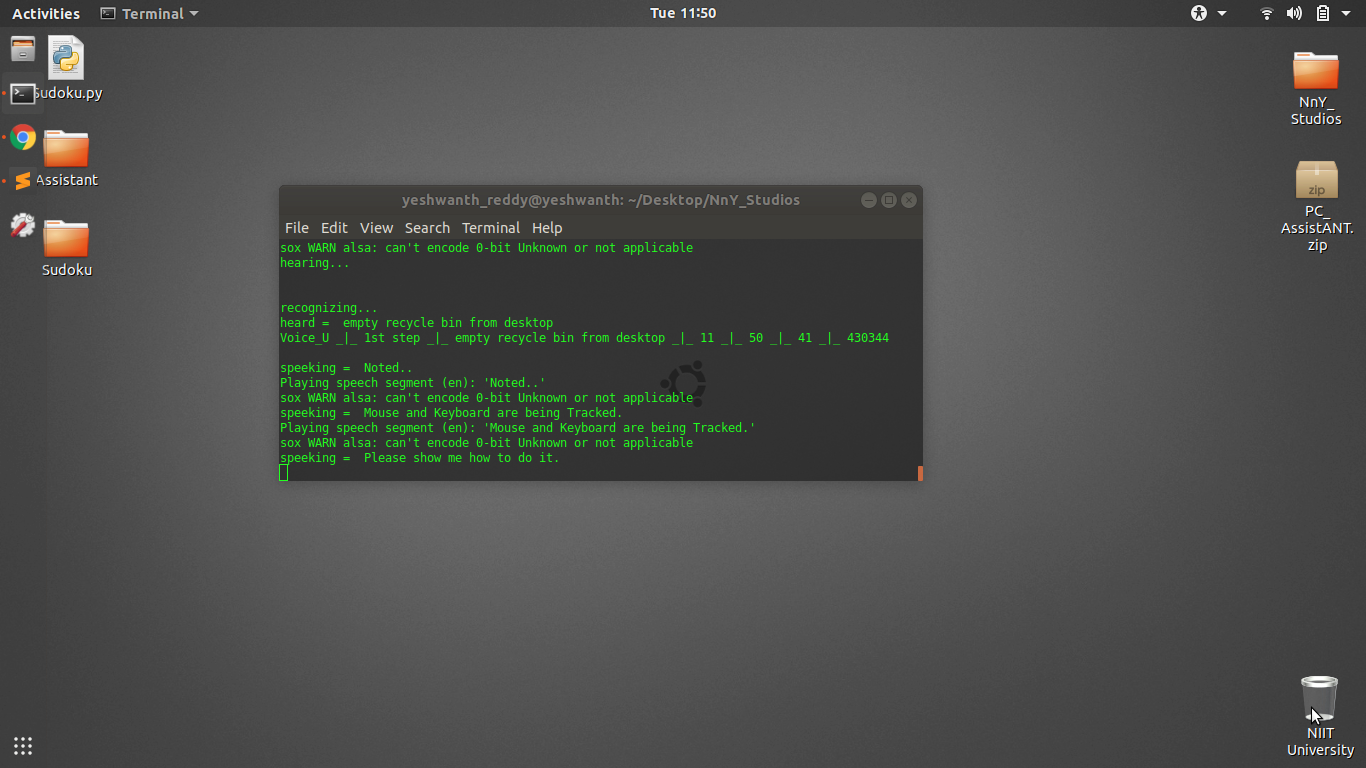 Activities
Terminal
Tue 11:50
Sudoku.py
Assistant
Sudoku
NnY_
Studios
zip
PC_
AssistANT.
zip
yeshwanth_reddy@yeshwanth: ~/Desktop/NnY_Studios
File Edit View Search Terminal Help
sox WARN alsa: can't encode 0-bit Unknown or not applicable
hearing...
recognizing...
heard =  empty recycle bin from desktop
Voice_U _|_ 1st step _|_ empty recycle bin from desktop _|_ 11 _|_ 50 _|_ 41 _|_ 430344
speeking =  Noted..
Playing speech segment (en): 'Noted..'
sox WARN alsa: can't encode 0-bit Unknown or not applicable
speeking =  Mouse and Keyboard are being Tracked.
Playing speech segment (en): 'Mouse and Keyboard are being Tracked.'
sox WARN alsa: can't encode 0-bit Unknown or not applicable
speeking =  Please show me how to do it.
NIIT
University